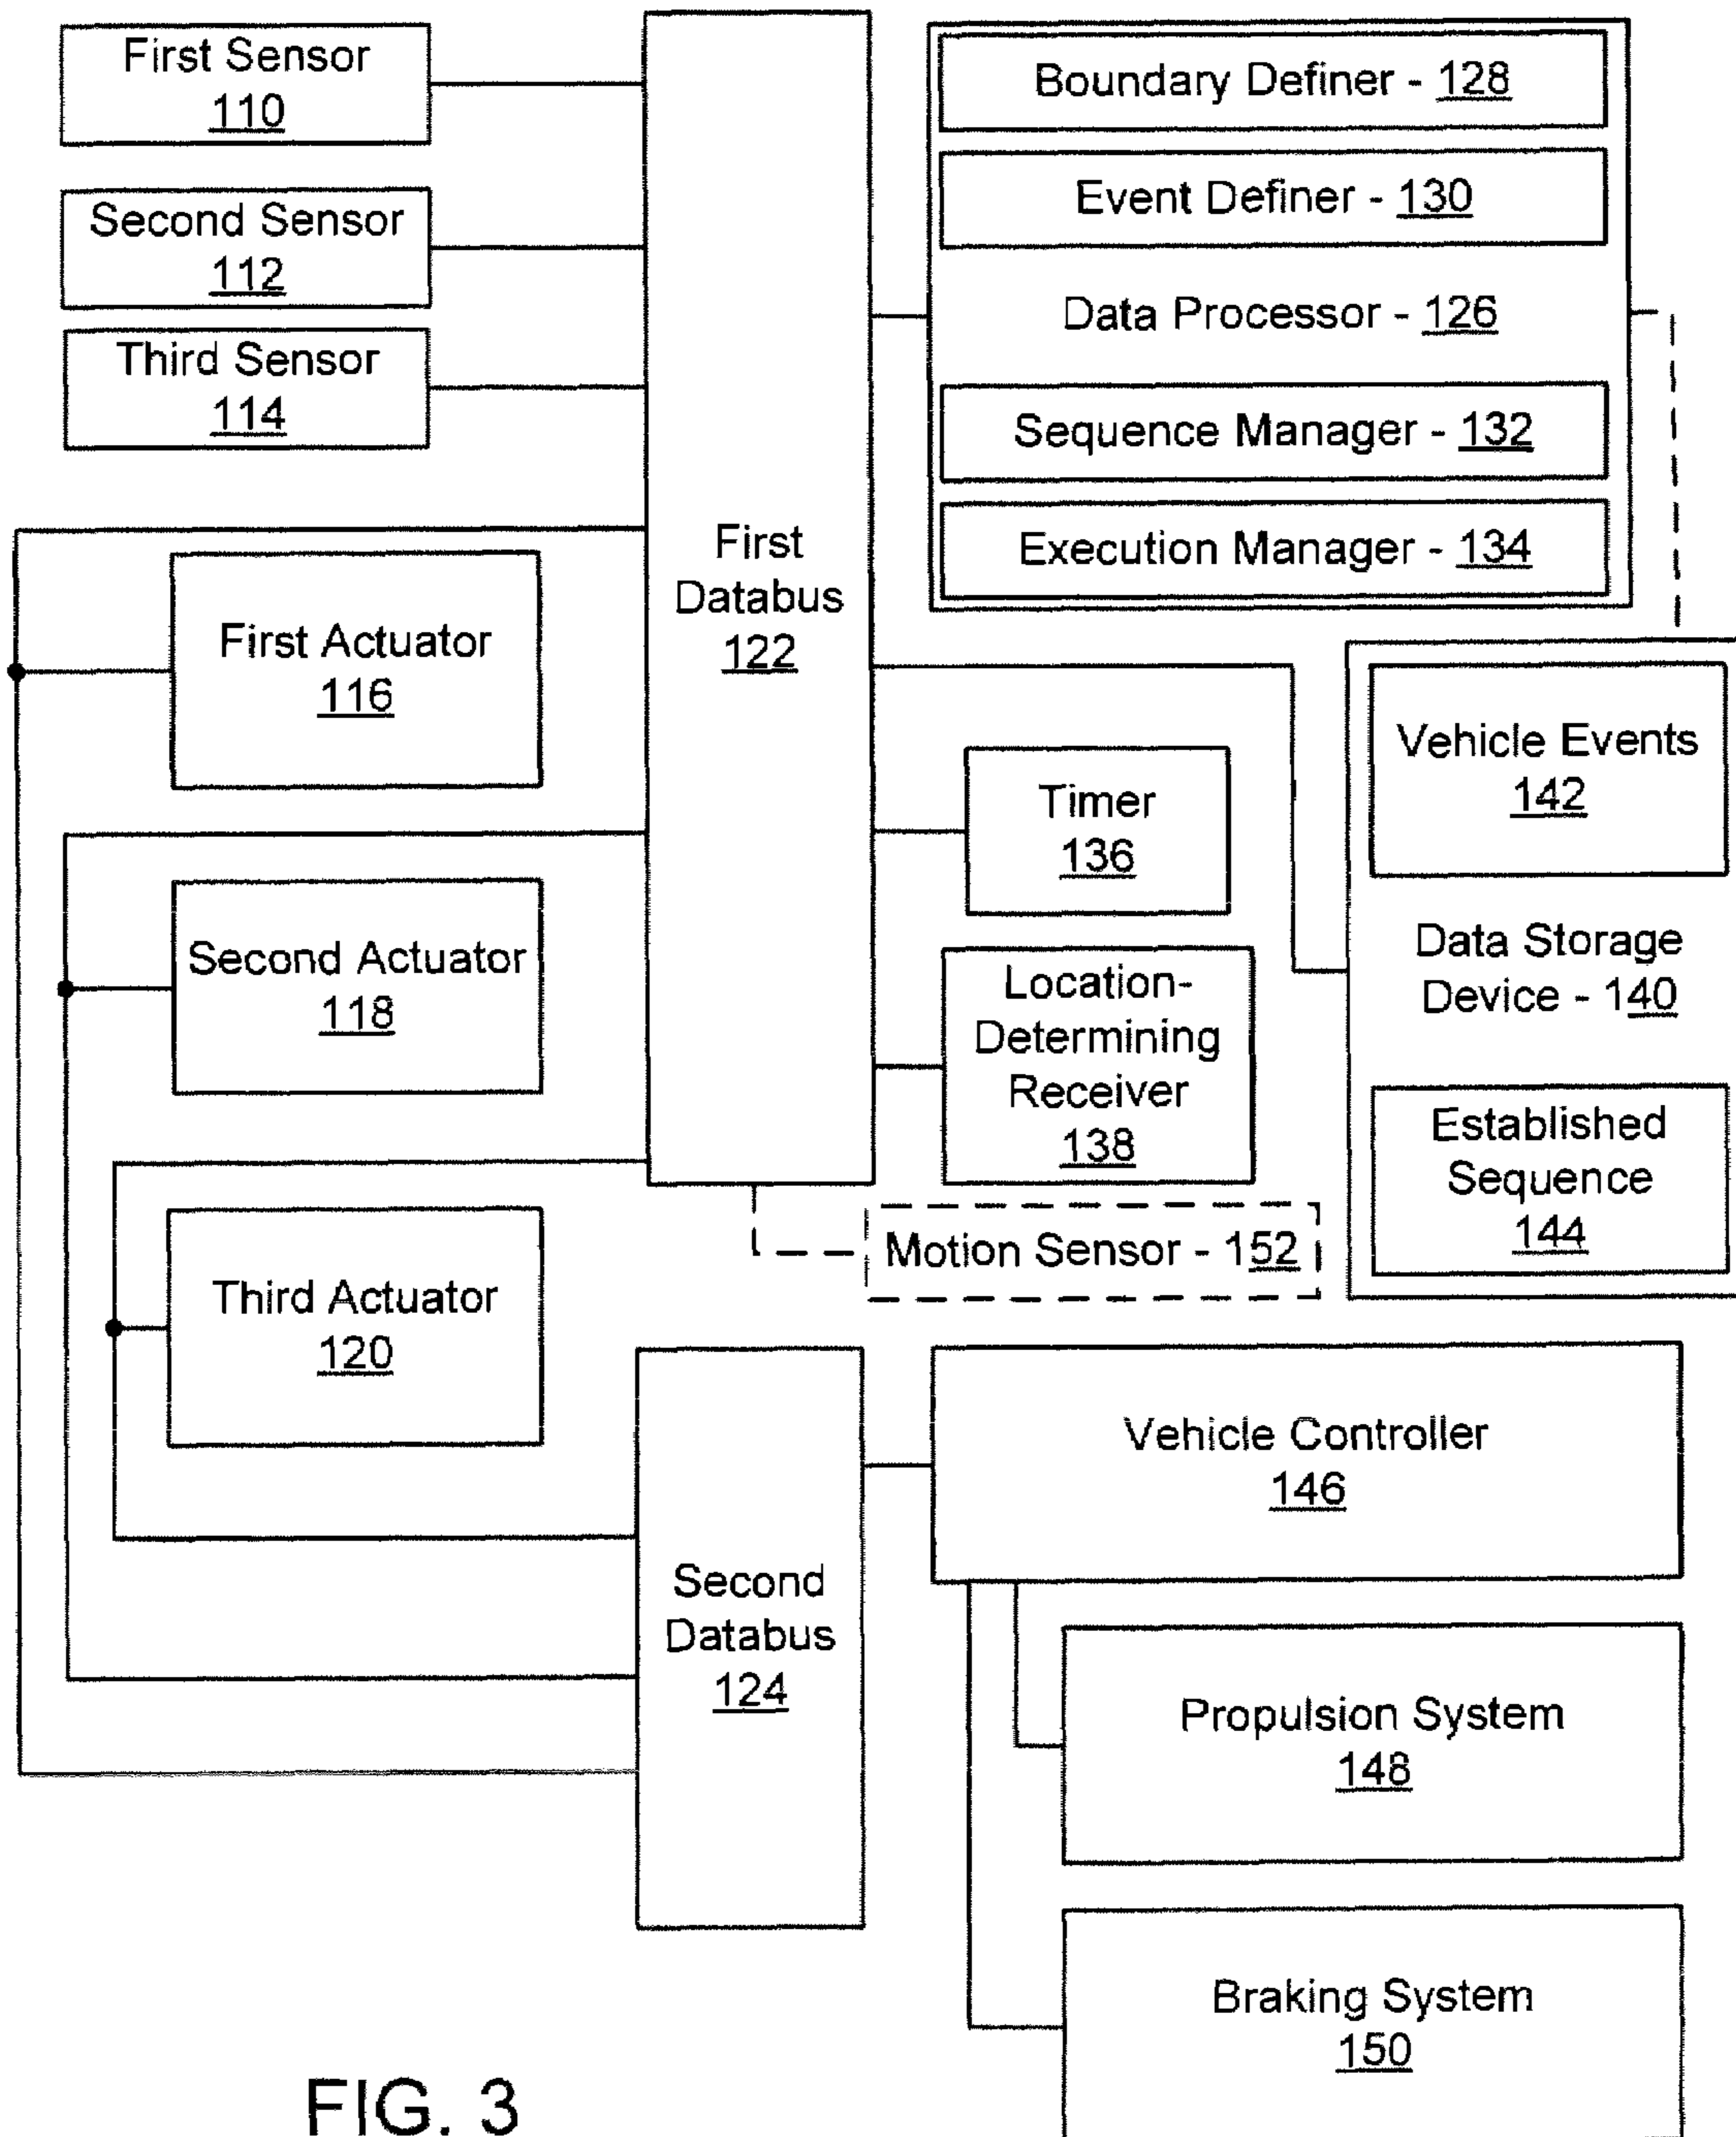 First Sensor
110
Second Sensor
112
Third Sensor
114
First Actuator
116
Second Actuator
118
Third Actuator
120
First
Databus
122
Boundary Definer - 128
Event Definer - 130
Data Processor - 126
Sequence Manager - 132
Execution Manager - 134
Timer
136
Location-
Determining
Receiver
138
Motion Sensor - 152
Vehicle Events
142
Data Storage
Device - 140
Established
Sequence
144
Second
Databus
124
Vehicle Controller
146
Propulsion System
148
Braking System
150
FIG. 3